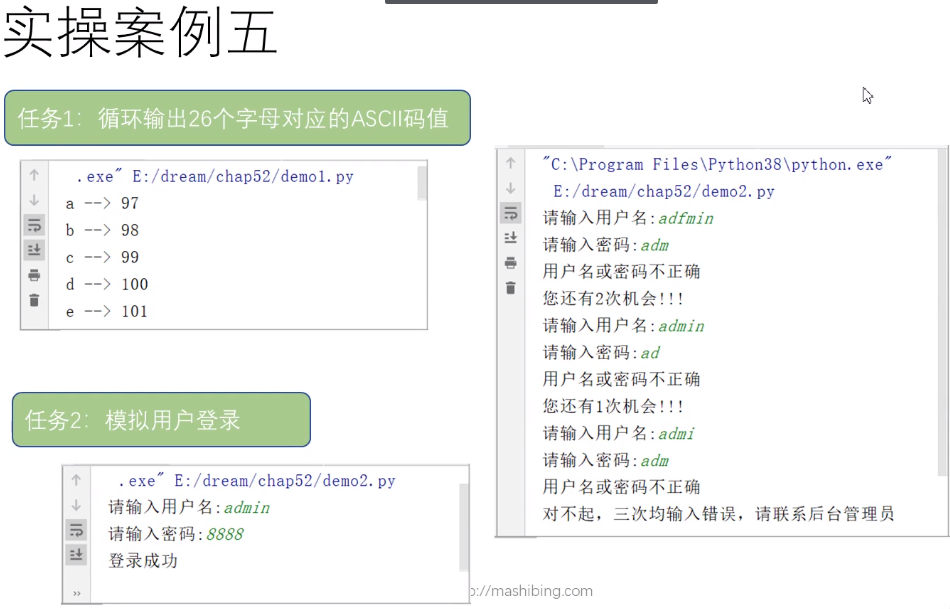 实操案例五
任务1：循环输出26个字母对应的ASCII码值
.exe" E:/dream/chap52/demo1.py
a --> 97
b --> 98
c --> 99
d --> 100
e --> 101
任务2：模拟用户登录
.exe" E:/dream/chap52/demo2.py
请输入用户名:admin
请输入密码:8888
登录成功
"C:\Program Files\Python38\python.exe"
E:/dream/chap52/demo2.py
请输入用户名:adfmin
请输入密码:adm
用户名或密码不正确
您还有2次机会!!!
请输入用户名:admin
请输入密码:ad
用户名或密码不正确
您还有1次机会!!!
请输入用户名:admi
请输入密码:adm
用户名或密码不正确
对不起，三次均输入错误，请联系后台管理员
p://mashibing.com